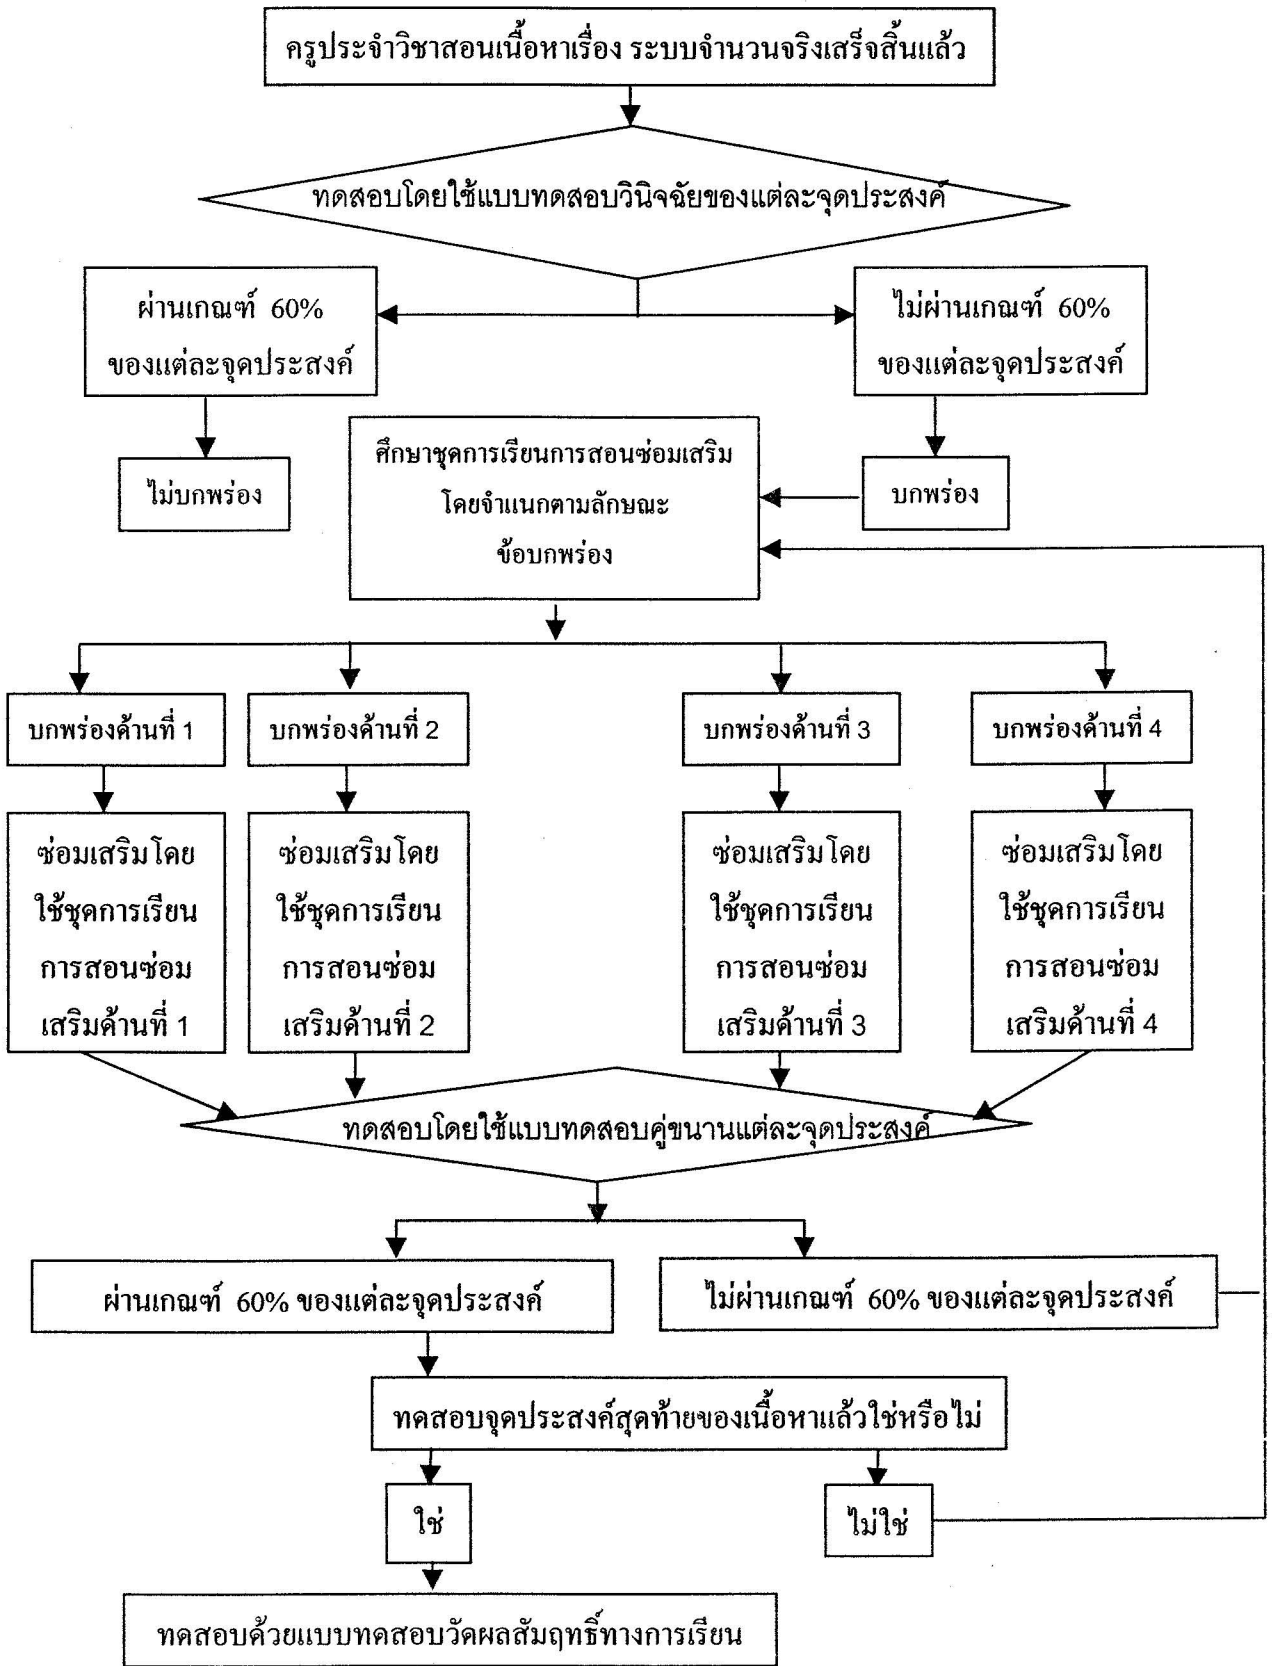 ครูประจำวิชาสอนเนื้อหาเรื่อง ระบบจำนวนจริงเสร็จสิ้นแล้ว
ทดสอบโดยใช้แบบทดสอบวินิจฉัยของแต่ละจุดประสงค์
ผ่านเกณฑ์ 60%
ของแต่ละจุดประสงค์
ไม่ผ่านเกณฑ์ 60%
ของแต่ละจุดประสงค์
ไม่บกพร่อง
ศึกษาชุดการเรียนการสอนซ่อมเสริม
โดยจำแนกตามลักษณะ
ข้อบกพร่อง
บกพร่อง
บกพร่องด้านที่ 1
บกพร่องด้านที่ 2
บกพร่องด้านที่ 3
บกพร่องด้านที่ 4
ซ่อมเสริมโดย
ใช้ชุดการเรียน
การสอนซ่อม
เสริมด้านที่ 1
ซ่อมเสริมโดย
ใช้ชุดการเรียน
การสอนซ่อม
เสริมด้านที่ 2
ซ่อมเสริมโดย
ใช้ชุดการเรียน
การสอนซ่อม
เสริมด้านที่ 3
ซ่อมเสริมโดย
ใช้ชุดการเรียน
การสอนซ่อม
เสริมด้านที่ 4
ทดสอบโดยใช้แบบทดสอบคู่ขนานแต่ละจุดประสงค์
ผ่านเกณฑ์ 60% ของแต่ละจุดประสงค์
ไม่ผ่านเกณฑ์ 60% ของแต่ละจุดประสงค์
ทดสอบจุดประสงค์สุดท้ายของเนื้อหาแล้วใช่หรือไม่
ใช่
ไม่ใช่
ทดสอบด้วยแบบทดสอบวัดผลสัมฤทธิ์ทางการเรียน